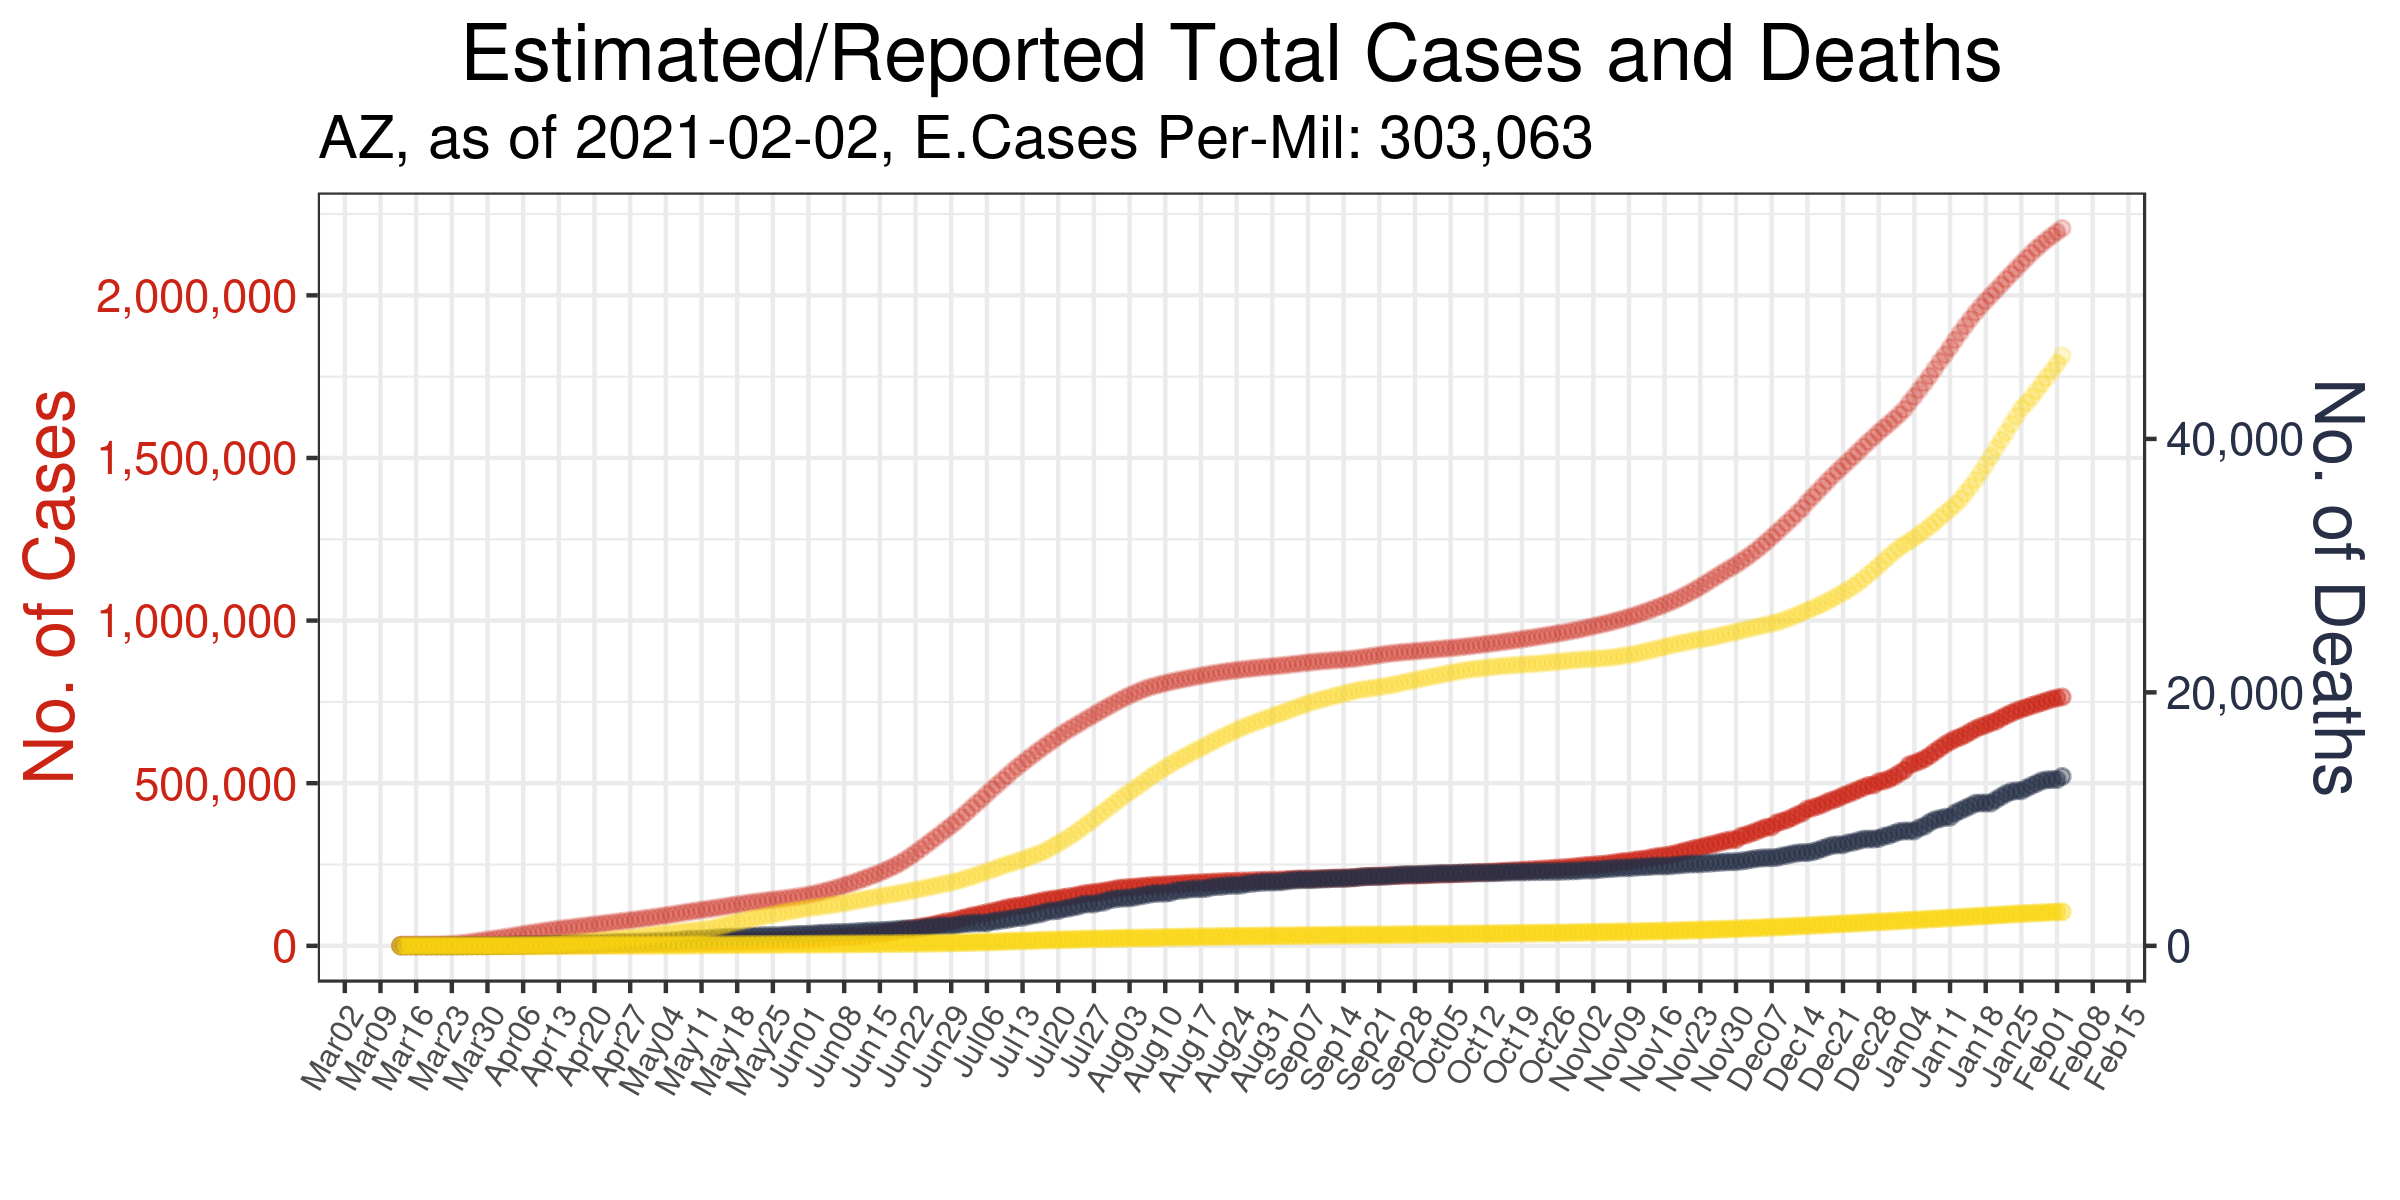 Estimated/Reported Total Cases and Deaths
AZ, as of 2021-02-02, E.Cases Per-Mil: 303,063
No. of Cases
2,000,000
1,500,000
1,000,000
500,000
0
40,000
20,000
0
No. of Deaths
Mar02
Mar09
Mar16
Mar23
Mar30
Apr06
Apr13
Apr20
Apr27
May04
May11
May18
May25
Jun01
Jun08
Jun15
Jun22
Jun29
Jul06
Jul13
Jul20
Jul27
Aug03
Aug10
Aug17
Aug24
Aug31
Sep07
Sep14
Sep21
Sep28
Oct05
Oct12
Oct19
Oct26
Nov02
Nov09
Nov16
Nov23
Nov30
Dec07
Dec14
Dec21
Dec28
Jan04
Jan11
Jan18
Jan25
Feb01
Feb08
Feb15